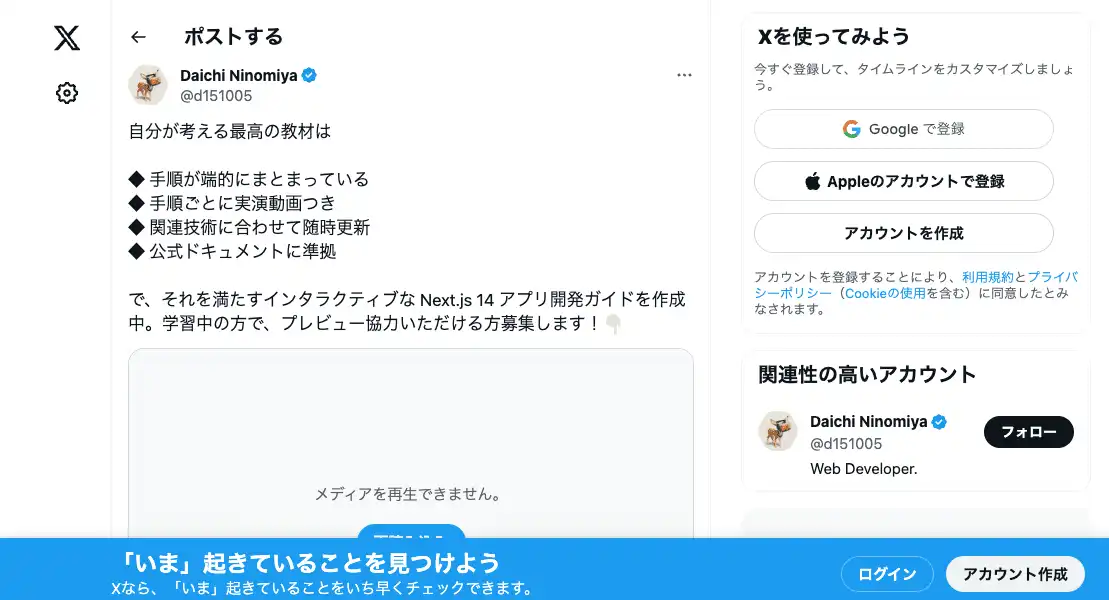 ポストする
Daichi Ninomiya
@d151005
自分が考える最高の教材は
◆ 手順が端的にまとまっている
◆ 手順ごとに実演動画つき
◆ 関連技術に合わせて随時更新
◆ 公式ドキュメントに準拠
で、それを満たすインタラクティブな Next.js 14 アプリ開発ガイドを作成
中。学習中の方で、プレビュー協力いただける方募集します！👇
メディアを再生できません。
Xを使ってみよう
今すぐ登録して、タイムラインをカスタマイズしましょ
う。
Google で登録
Appleのアカウントで登録
アカウントを作成
アカウントを登録することにより、利用規約とプライバ
シーポリシー（Cookieの使用を含む）に同意したとみ
なされます。
関連性の高いアカウント
Daichi Ninomiya
@d151005
フォロー
Web Developer.
「いま」起きていることを見つけよう
Xなら、「いま」起きていることをいち早くチェックできます。
ログイン
アカウント作成